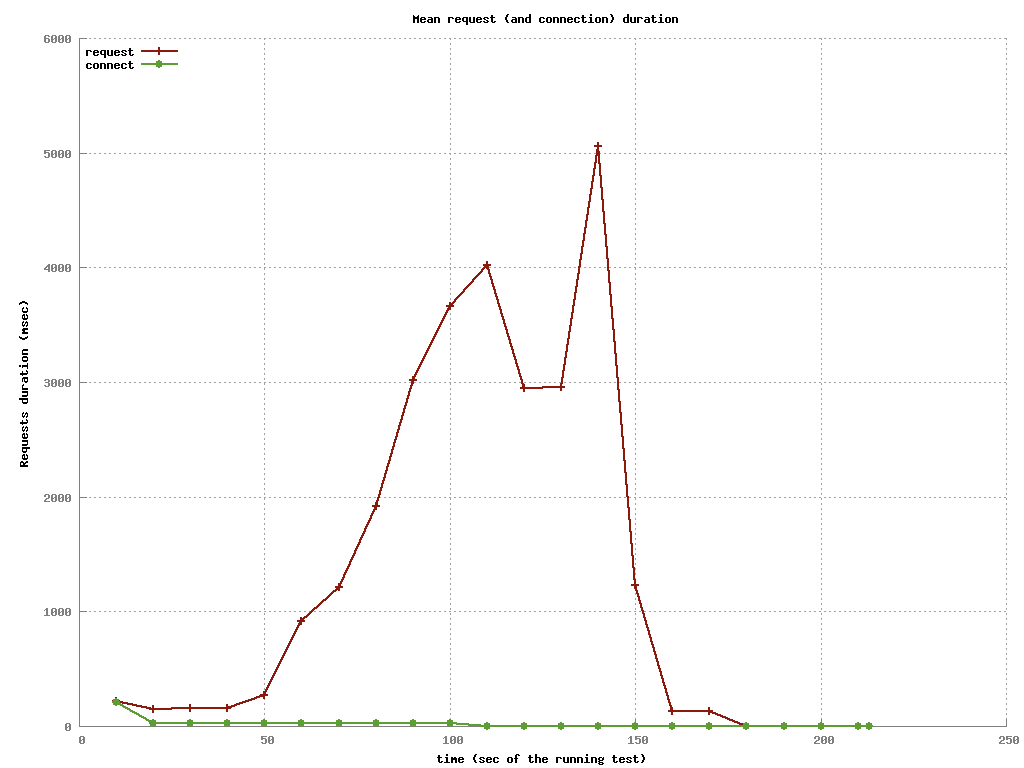 Mean request (and connection) duration
6000
request
connect
5000
4000
3000
2000
1000
0
Requests duration (msec)
0 50 100 150 200 250
time (sec of the running test)